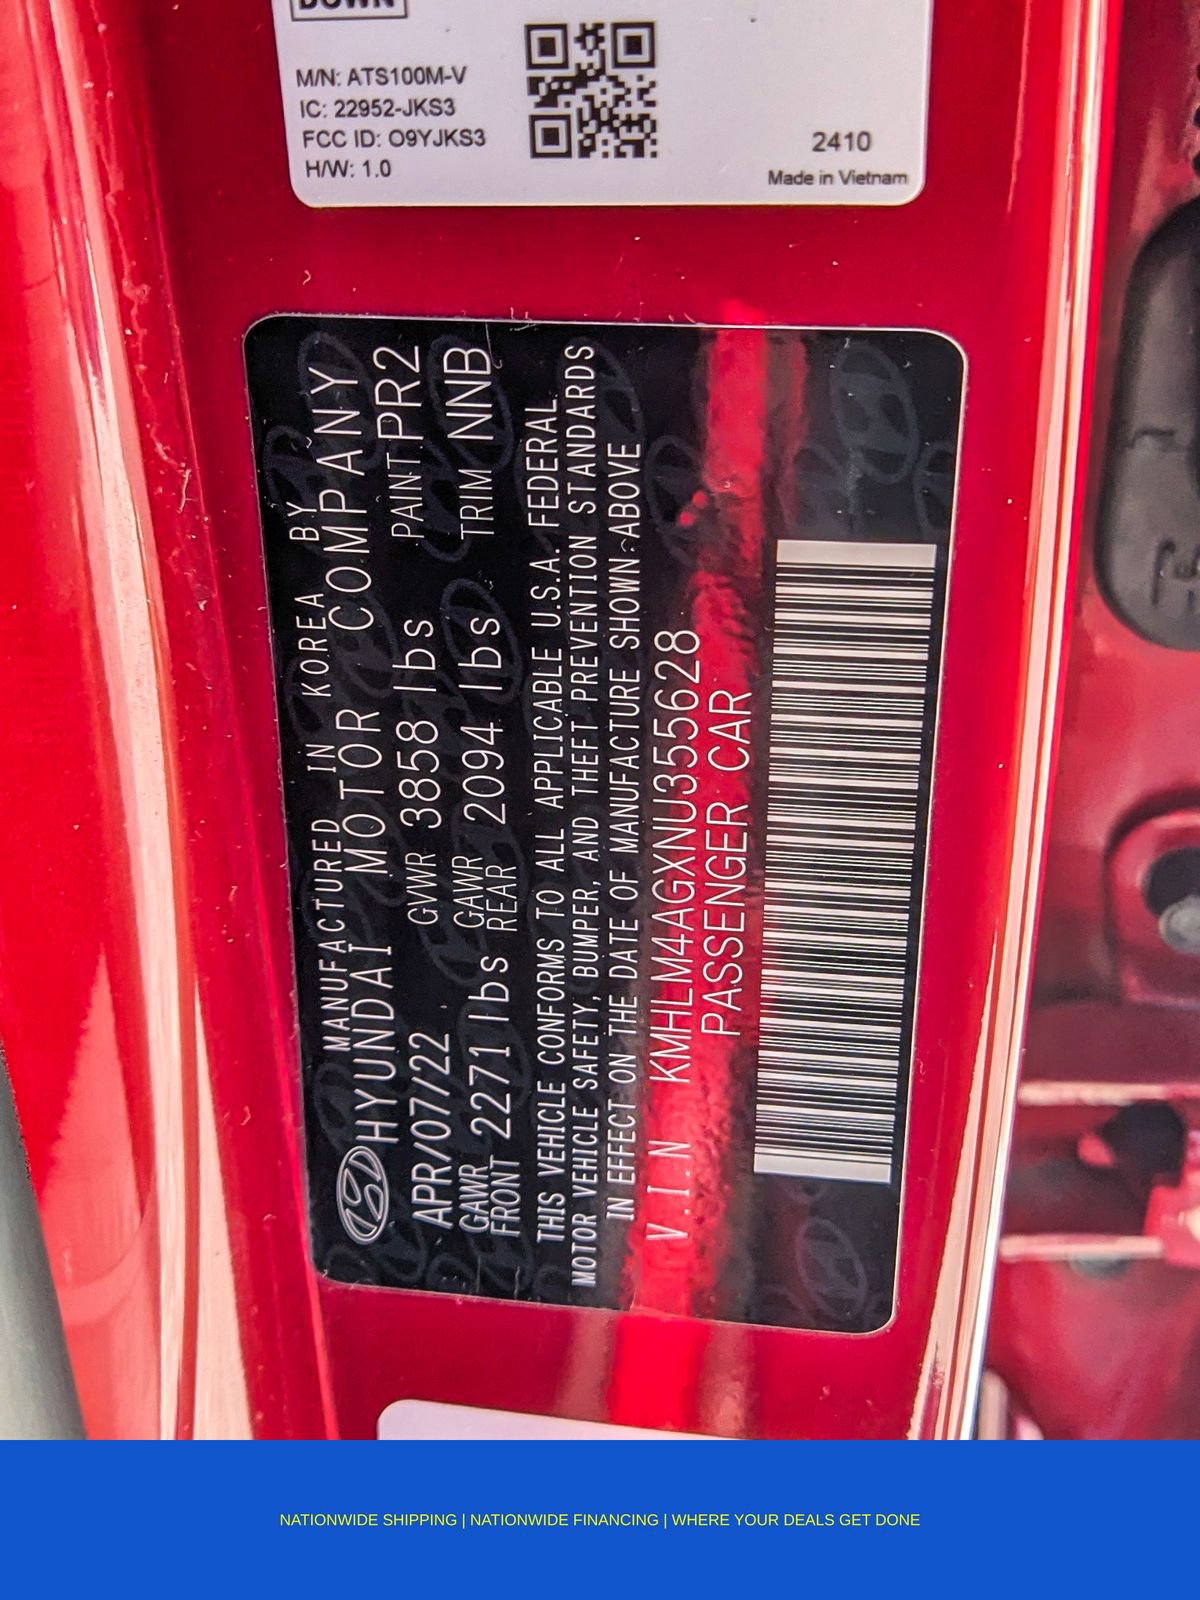 DOWN
M/N: ATS100M-V
IC: 22952-JKS3
FCC ID: O9YJKS3
H/W: 1.0
2410
Made in Vietnam
MANUFACTURED IN KOREA BY
HYUNDAI MOTOR COMPANY
APR/07/22 GVWR 3858 lbs PAINT PR2
GAWR FRONT 2271 lbs GAWR REAR 2094 lbs TRIM NNB
THIS VEHICLE CONFORMS TO ALL APPLICABLE U.S.A. FEDERAL
MOTOR VEHICLE SAFETY, BUMPER, AND THEFT PREVENTION STANDARDS
IN EFFECT ON THE DATE OF MANUFACTURE SHOWN ABOVE
V.I.N KMHLM4AGXNU355628
PASSENGER CAR
NATIONWIDE SHIPPING | NATIONWIDE FINANCING | WHERE YOUR DEALS GET DONE